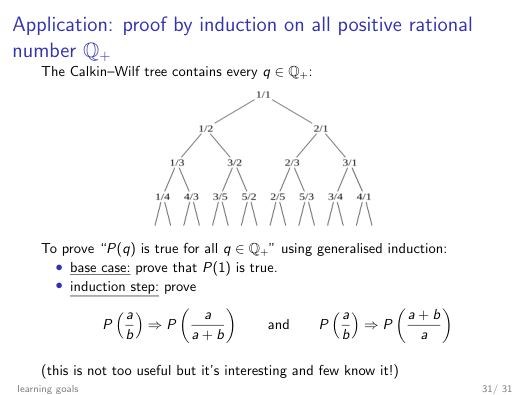 Application: proof by induction on all positive rational
number ℚ₊
The Calkin–Wilf tree contains every q ∈ ℚ₊:
1/1
1/2 2/1
1/3 3/2 2/3 3/1
1/4 4/3 3/5 5/2 2/5 5/3 3/4 4/1
To prove “P(q) is true for all q ∈ ℚ₊” using generalised induction:
• base case: prove that P(1) is true.
• induction step: prove
P(a/b) ⇒ P(a/(a + b)) and P(a/b) ⇒ P((a + b)/a)
(this is not too useful but it’s interesting and few know it!)
learning goals 31/ 31